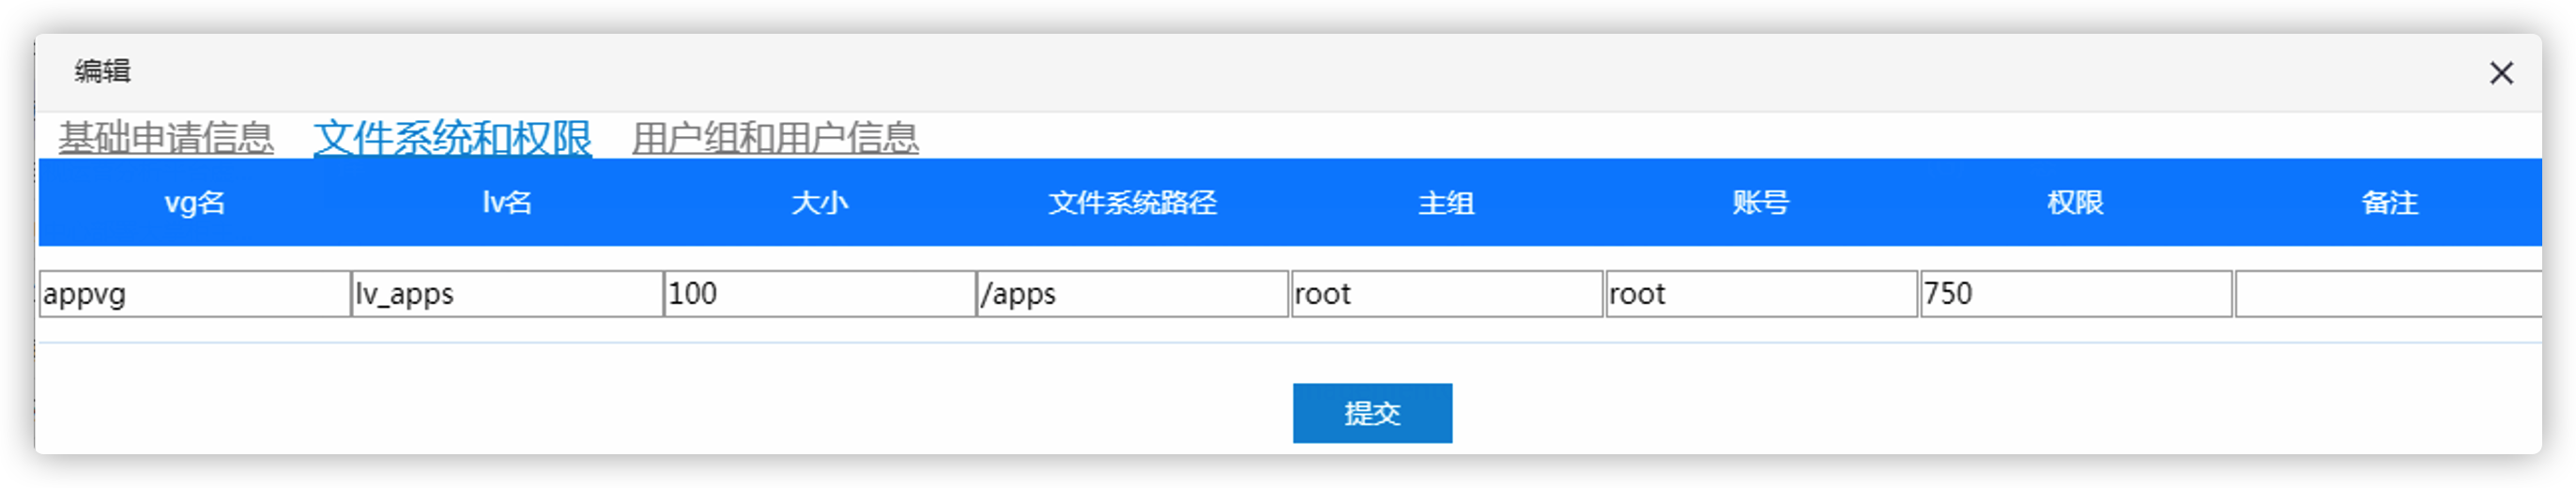 编辑
基础申请信息 文件系统和权限 用户组和用户信息
vg名 lv名 大小 文件系统路径 主组 账号 权限 备注
appvg lv_apps 100 /apps root root 750
提交